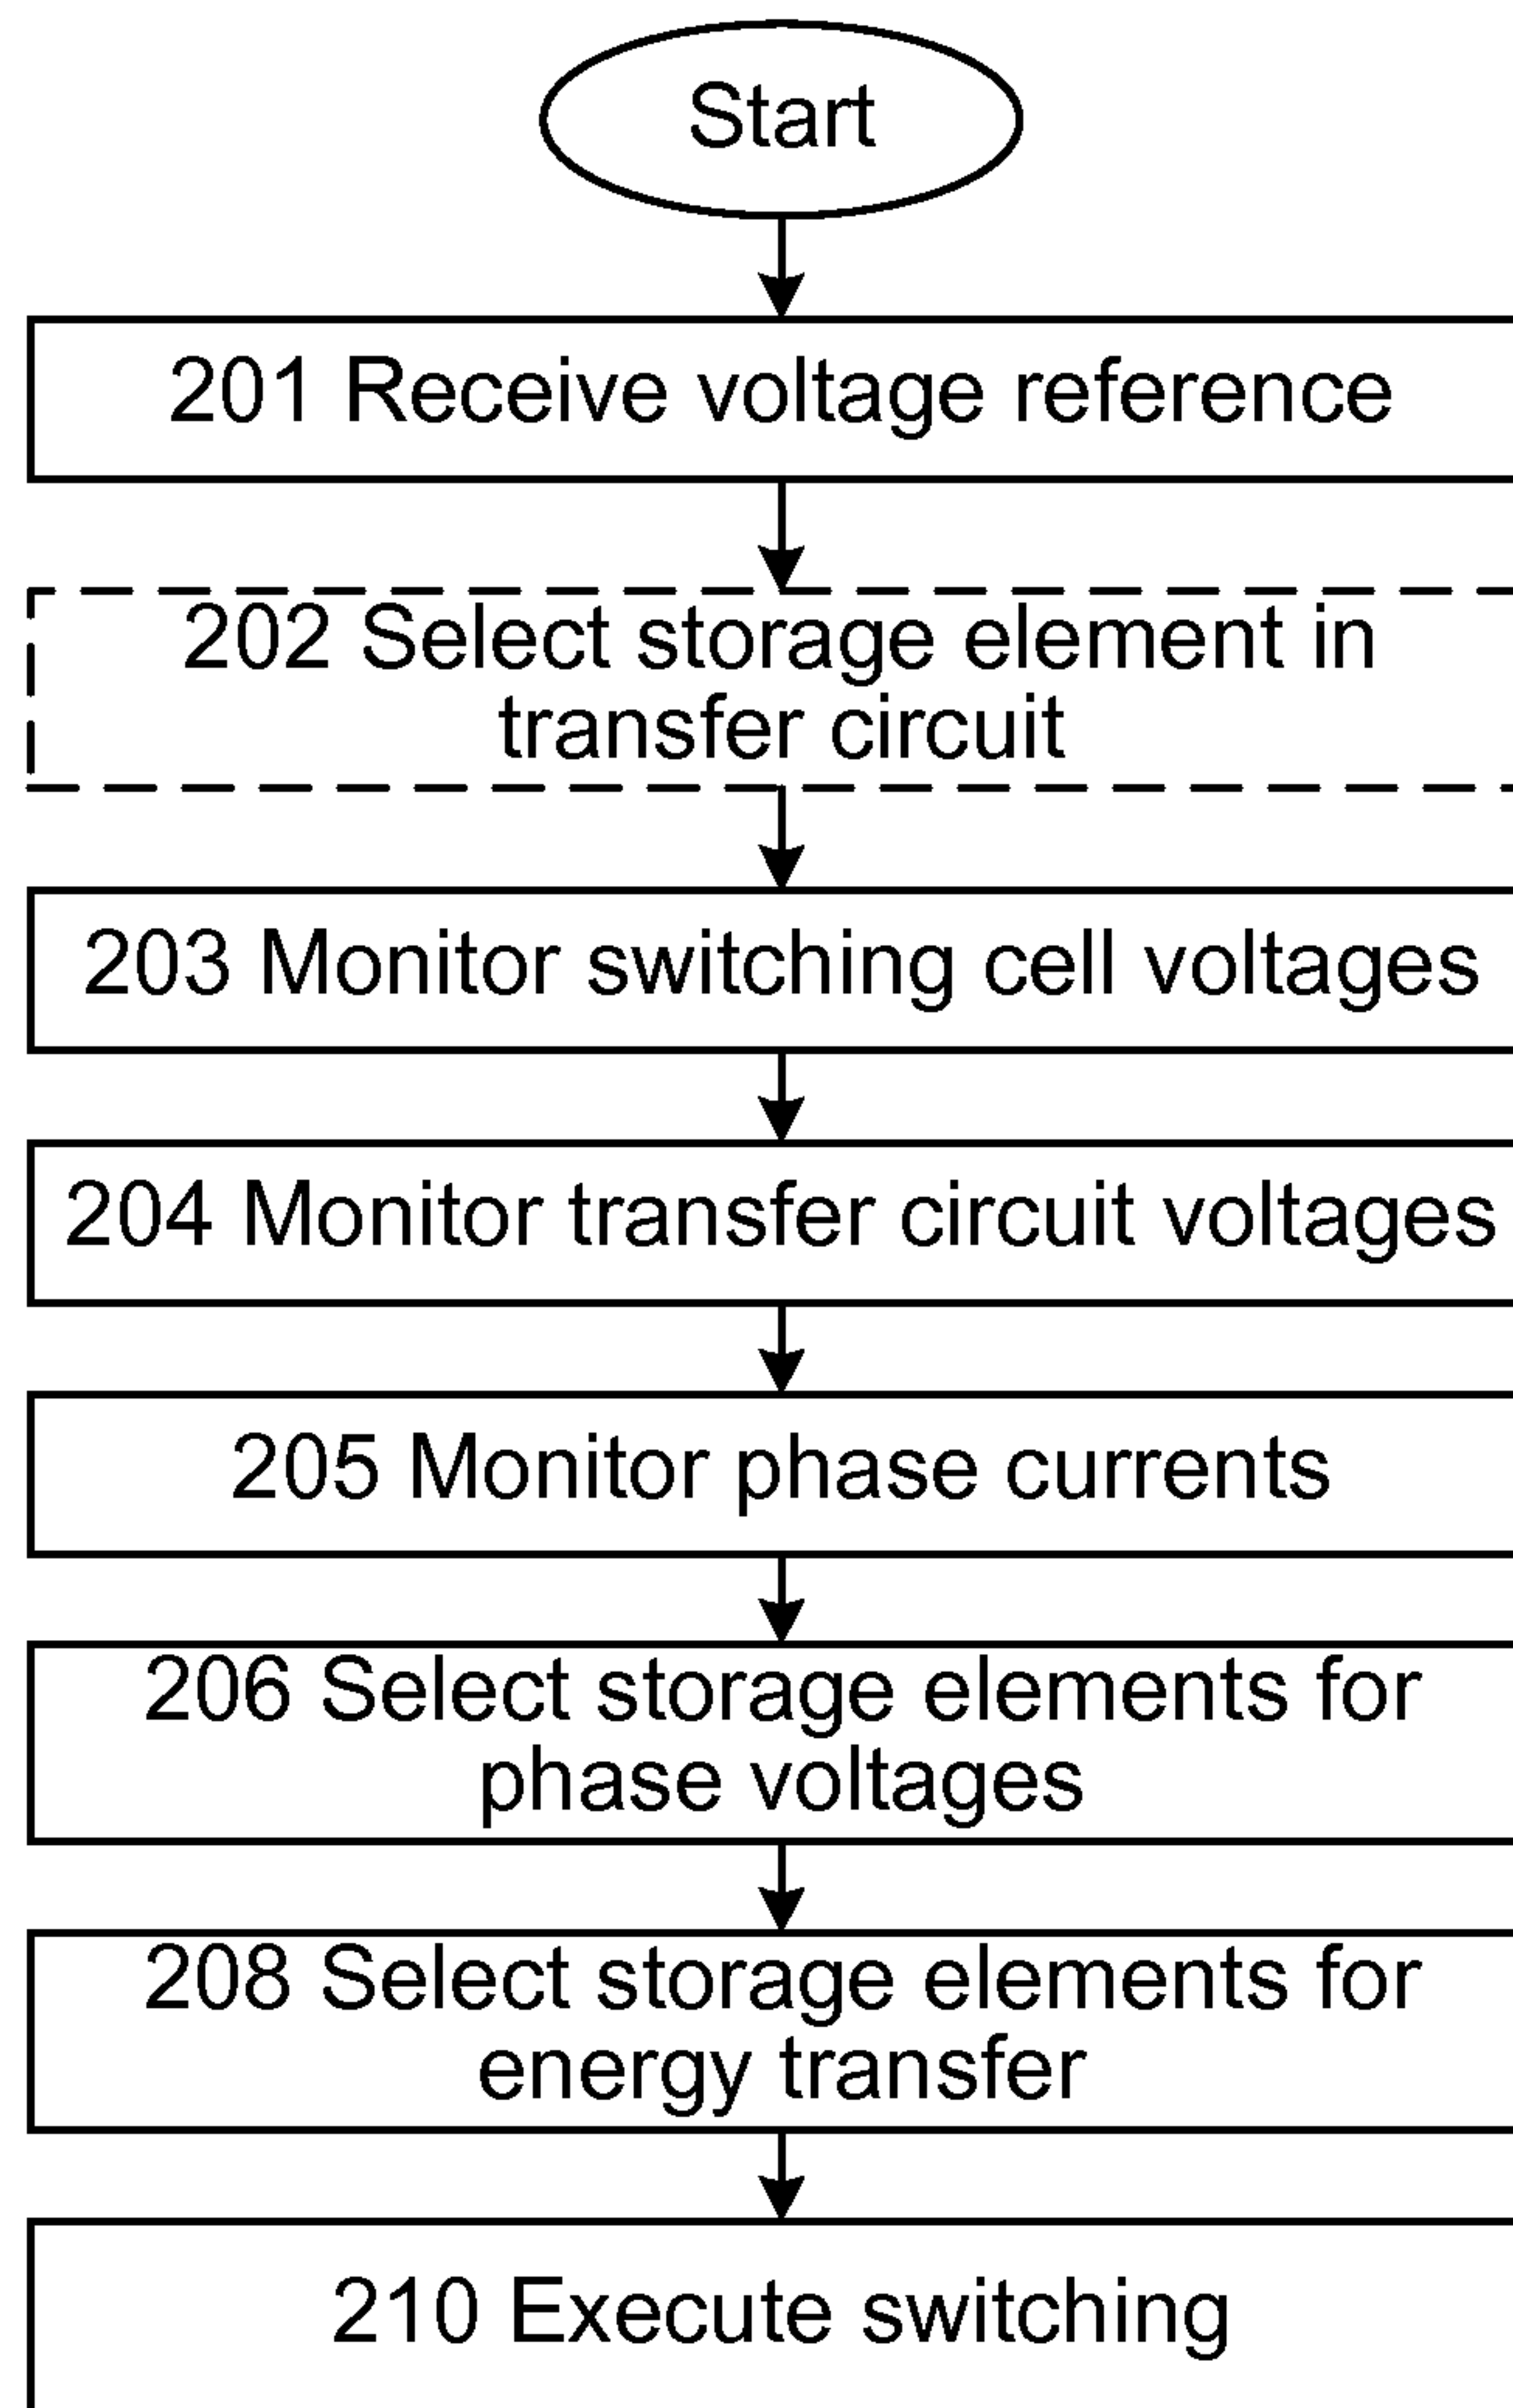 Start
201 Receive voltage reference
202 Select storage element in
transfer circuit
203 Monitor switching cell voltages
204 Monitor transfer circuit voltages
205 Monitor phase currents
206 Select storage elements for
phase voltages
208 Select storage elements for
energy transfer
210 Execute switching